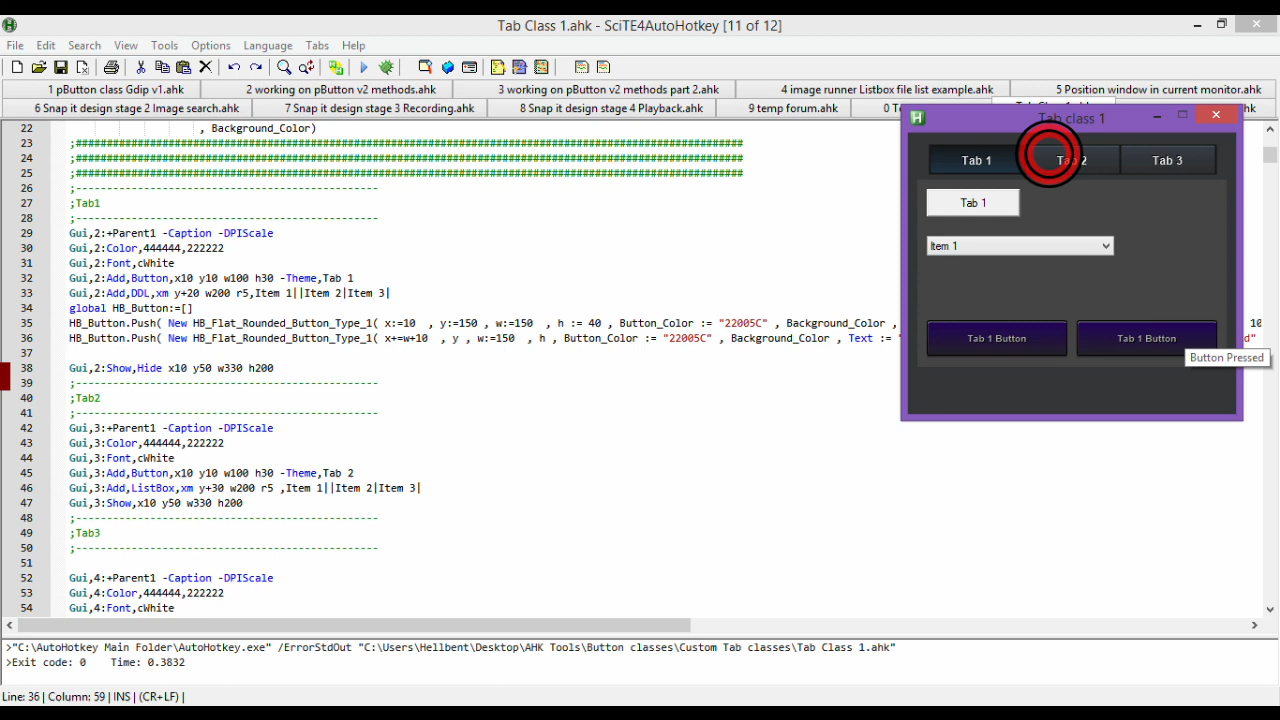 Tab Class 1.ahk - SciTE4AutoHotkey [11 of 12]
File Edit Search View Tools Options Language Tabs Help
1 pButton class Gdip v1.ahk 2 working on pButton v2 methods.ahk 3 working on pButton v2 methods part 2.ahk 4 image runner Listbox file list example.ahk 5 Position window in current monitor.ahk
6 Snap it design stage 2 Image search.ahk 7 Snap it design stage 3 Recording.ahk 8 Snap it design stage 4 Playback.ahk 9 temp forum.ahk
22 , Background_Color)
23 ;###########################################################################################################
24 ;###########################################################################################################
25 ;###########################################################################################################
26 ;------------------------------------------------
27 ;Tab1
28 ;------------------------------------------------
29 Gui,2:+Parent1 -Caption -DPIScale
30 Gui,2:Color,444444,222222
31 Gui,2:Font,cWhite
32 Gui,2:Add,Button,x10 y10 w100 h30 -Theme,Tab 1
33 Gui,2:Add,DDL,xm y+20 w200 r5,Item 1||Item 2|Item 3|
34 global HB_Button:=[]
35 HB_Button.Push( New HB_Flat_Rounded_Button_Type_1( x:=10 , y:=150 , w:=150 , h := 40 , Button_Color := "22005C" , Background_Color , 10
36 HB_Button.Push( New HB_Flat_Rounded_Button_Type_1( x+=w+10 , y , w:=150 , h , Button_Color := "22005C" , Background_Color , Text := "
37
38 Gui,2:Show,Hide x10 y50 w330 h200
39 ;------------------------------------------------
40 ;Tab2
41 ;------------------------------------------------
42 Gui,3:+Parent1 -Caption -DPIScale
43 Gui,3:Color,444444,222222
44 Gui,3:Font,cWhite
45 Gui,3:Add,Button,x10 y10 w100 h30 -Theme,Tab 2
46 Gui,3:Add,ListBox,xm y+30 w200 r5 ,Item 1||Item 2|Item 3|
47 Gui,3:Show,x10 y50 w330 h200
48 ;------------------------------------------------
49 ;Tab3
50 ;------------------------------------------------
51
52 Gui,4:+Parent1 -Caption -DPIScale
53 Gui,4:Color,444444,222222
54 Gui,4:Font,cWhite
Tab class 1
Tab 1 Tab 2 Tab 3
Tab 1
Item 1
Tab 1 Button Tab 1 Button
Button Pressed
>"C:\AutoHotkey Main Folder\AutoHotkey.exe" /ErrorStdOut "C:\Users\Hellbent\Desktop\AHK Tools\Button classes\Custom Tab classes\Tab Class 1.ahk"
>Exit code: 0 Time: 0.3832
Line: 36 | Column: 59 | INS | (CR+LF) |